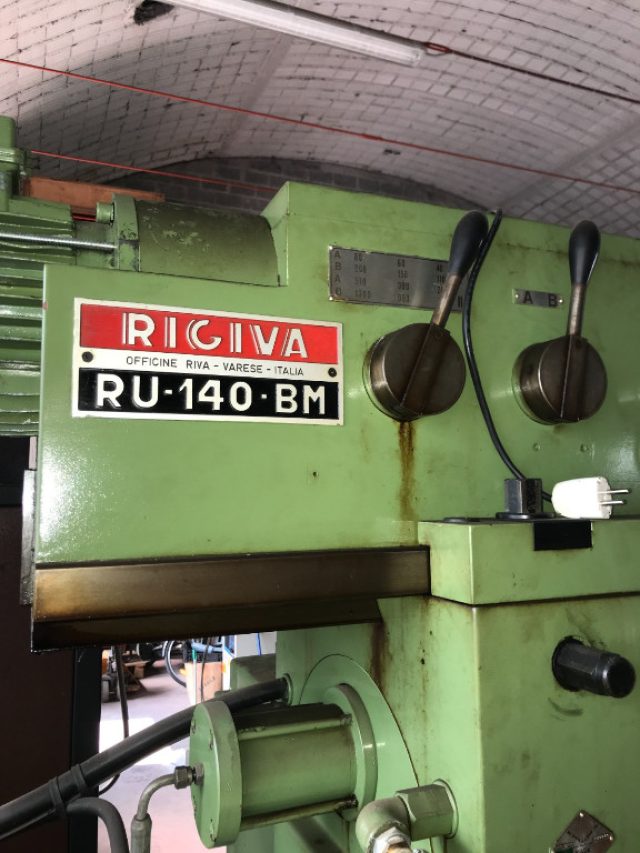 RIGIVA
OFFICINE RIVA - VARESE - ITALIA
RU-140-BM
A
B
A
B
A B